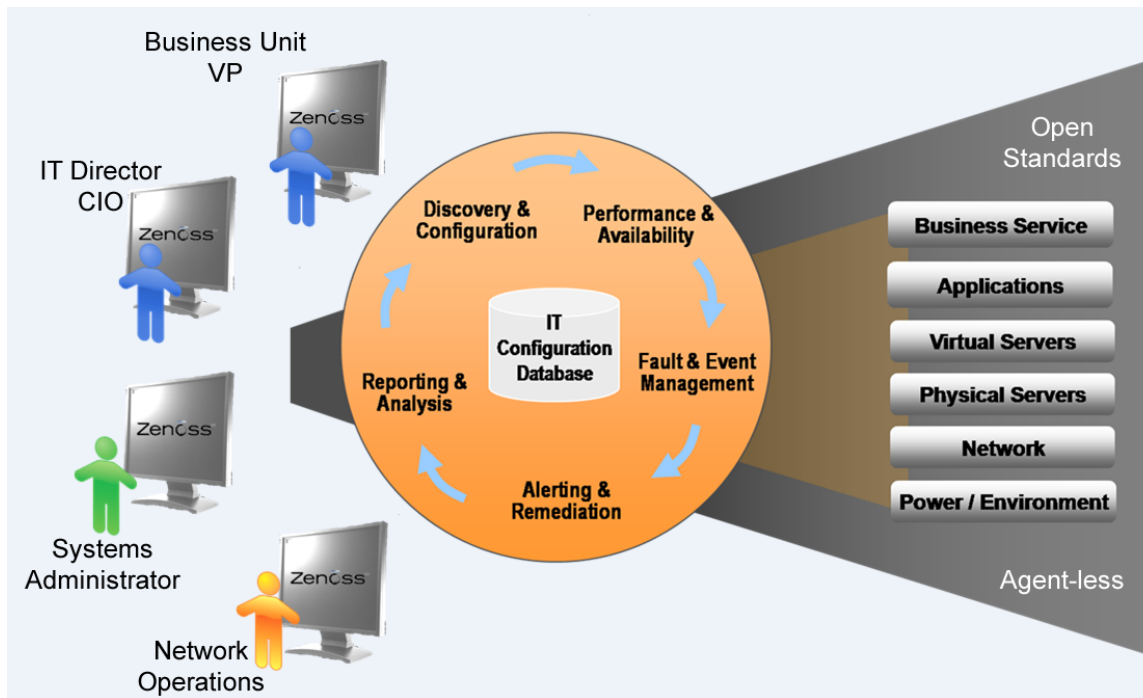 Business Unit
VP
Zenoss
IT Director
CIO
Zenoss
Zenoss
Systems
Administrator
Zenoss
Network
Operations
Discovery &
Configuration
Performance &
Availability
IT
Configuration
Database
Fault & Event
Management
Reporting &
Analysis
Alerting &
Remediation
Open
Standards
Business Service
Applications
Virtual Servers
Physical Servers
Network
Power / Environment
Agent-less